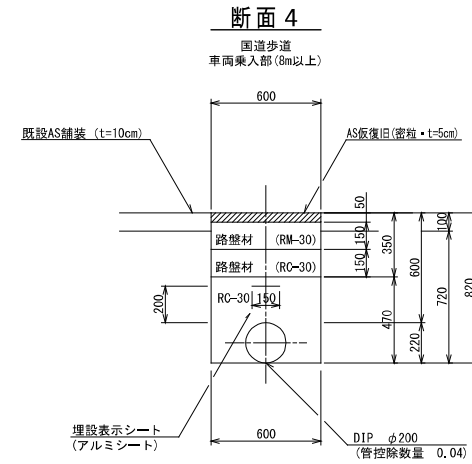 断面４
国道歩道
車両乗入部(8m以上)
600
既設AS舗装 (t=10cm)
AS仮復旧(密粒・t=5cm)
50
100
路盤材 (RM-30)
150
350
600
路盤材 (RC-30)
150
820
RC-30
150
200
720
470
220
埋設表示シート
(アルミシート)
600
DIP φ200
(管控除数量 0.04)